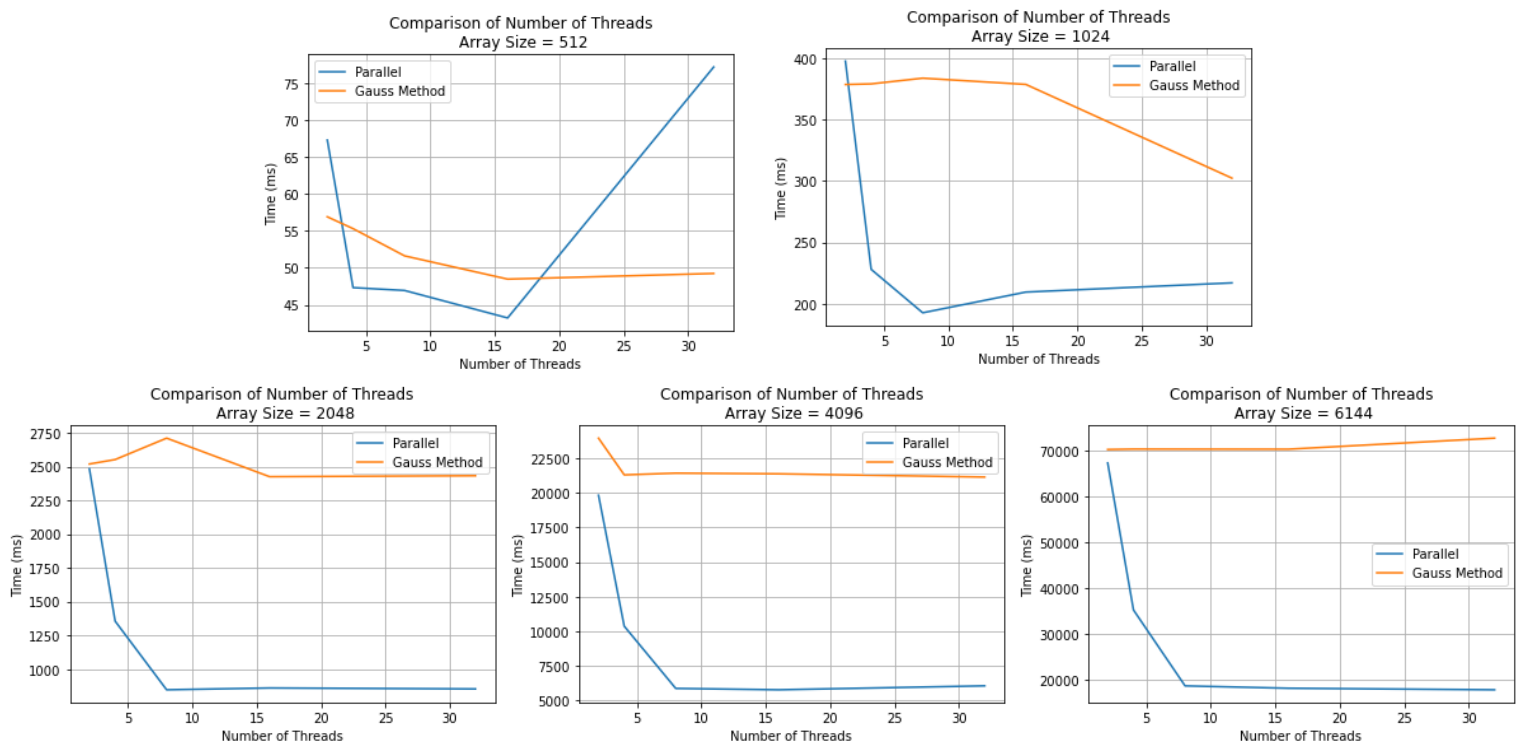 Comparison of Number of Threads
Array Size = 512
75
70
65
60
55
50
45
Time (ms)
Parallel
Gauss Method
5 10 15 20 25 30
Number of Threads
Comparison of Number of Threads
Array Size = 1024
400
350
300
250
200
Time (ms)
Parallel
Gauss Method
5 10 15 20 25 30
Number of Threads
Comparison of Number of Threads
Array Size = 2048
2750
2500
2250
2000
1750
1500
1250
1000
Time (ms)
Parallel
Gauss Method
5 10 15 20 25 30
Number of Threads
Comparison of Number of Threads
Array Size = 4096
22500
20000
17500
15000
12500
10000
7500
5000
Time (ms)
Parallel
Gauss Method
5 10 15 20 25 30
Number of Threads
Comparison of Number of Threads
Array Size = 6144
70000
60000
50000
40000
30000
20000
Time (ms)
Parallel
Gauss Method
5 10 15 20 25 30
Number of Threads